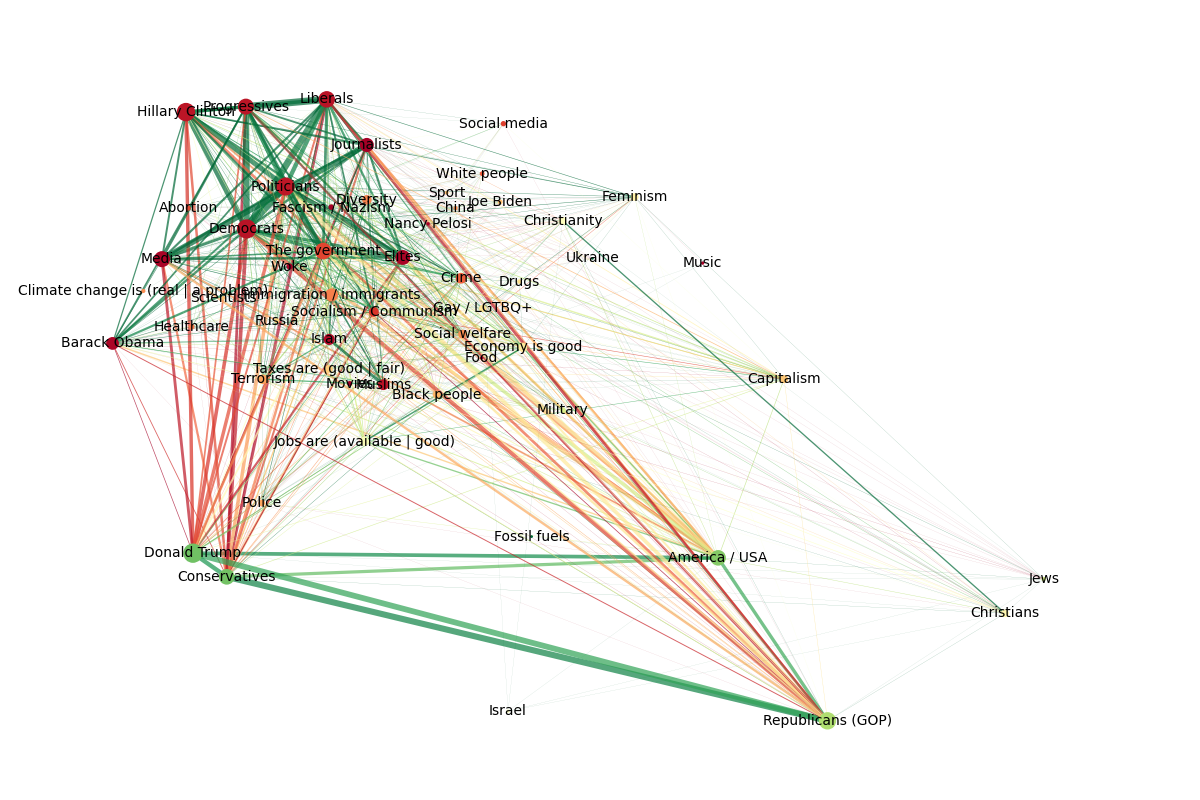 Liberals
Hillary Clinton
Progressives
Social media
Journalists
White people
Politicians
Sport
Feminism
Diversity
Joe Biden
Abortion
Fascism / Nazism
China
Nancy Pelosi
Christianity
Democrats
The government
Elites
Media
Woke
Ukraine
Music
Crime
Drugs
Climate change is (real | a problem)
Scientists
Immigration / immigrants
Gay / LGTBQ+
Socialism / Communism
Russia
Healthcare
Social welfare
Barack Obama
Islam
Economy is good
Food
Taxes are (good | fair)
Terrorism
Movies
Muslims
Capitalism
Black people
Military
Jobs are (available | good)
Police
Fossil fuels
Donald Trump
America / USA
Conservatives
Jews
Christians
Israel
Republicans (GOP)